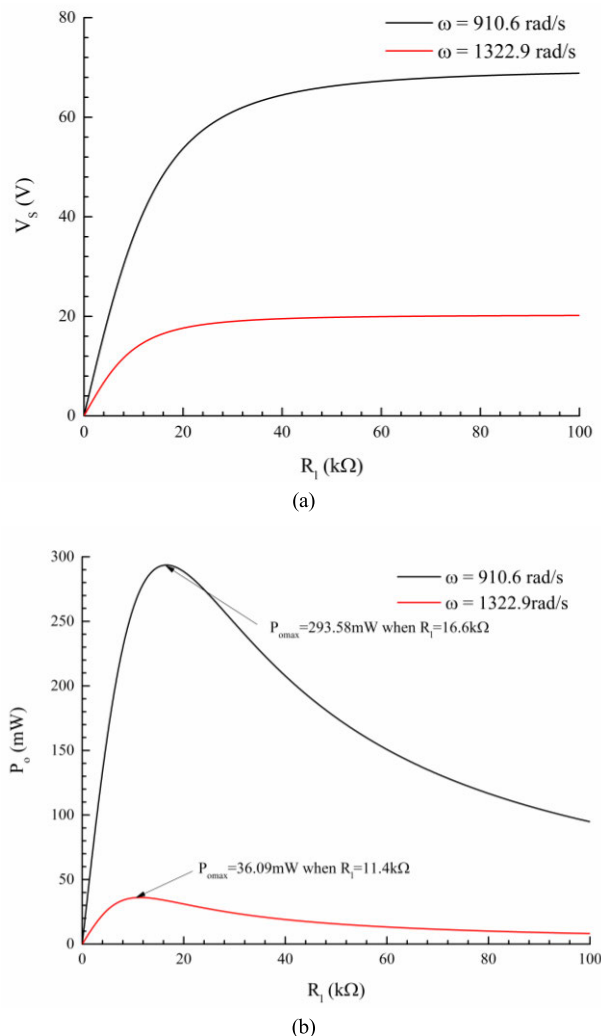 ω = 910.6 rad/s
ω = 1322.9 rad/s
80
60
40
20
0
V_S (V)
0 20 40 60 80 100
R_l (kΩ)
(a)
300
250
200
150
100
50
0
P_o (mW)
ω = 910.6 rad/s
ω = 1322.9rad/s
P_omax=293.58mW when R_l=16.6kΩ
P_omax=36.09mW when R_l=11.4kΩ
0 20 40 60 80 100
R_l (kΩ)
(b)